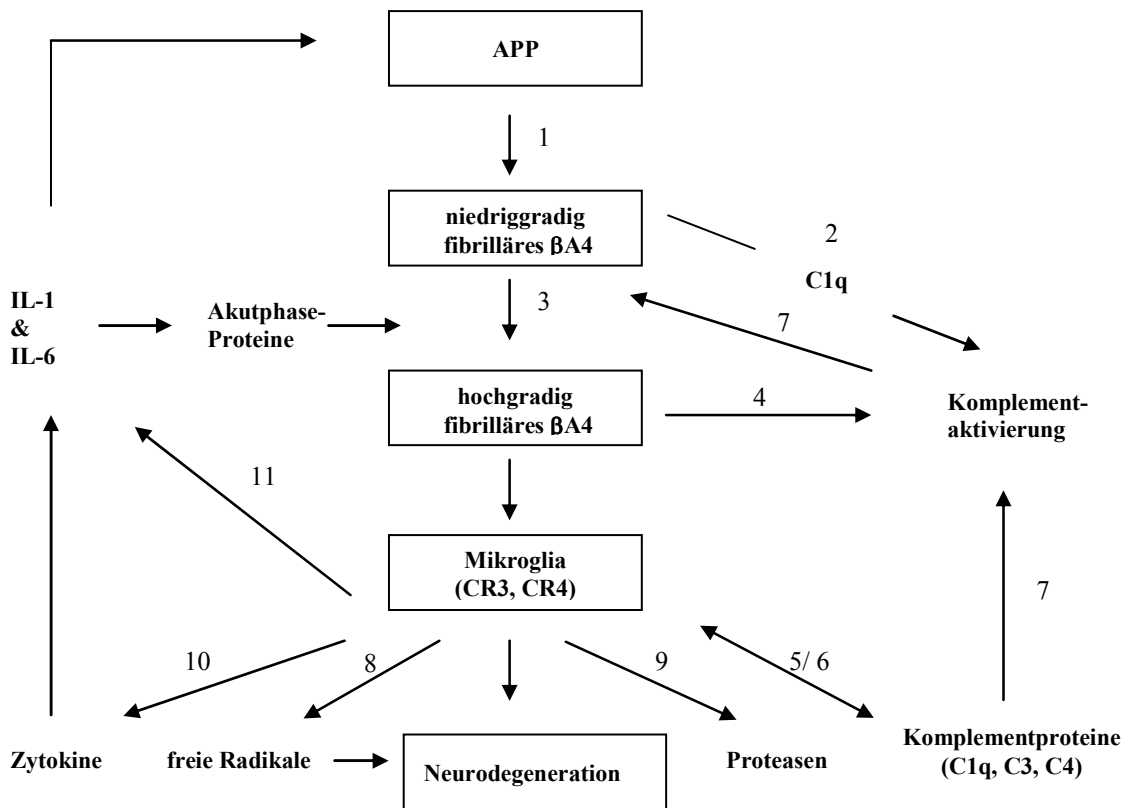 APP
1
niedriggradig
fibrilläres βA4
2
C1q
IL-1
&
IL-6
Akutphase-
Proteine
3
7
hochgradig
fibrilläres βA4
4
Komplement-
aktivierung
11
Mikroglia
(CR3, CR4)
7
10
8
9
5/ 6
Zytokine
freie Radikale
Neurodegeneration
Proteasen
Komplementproteine
(C1q, C3, C4)